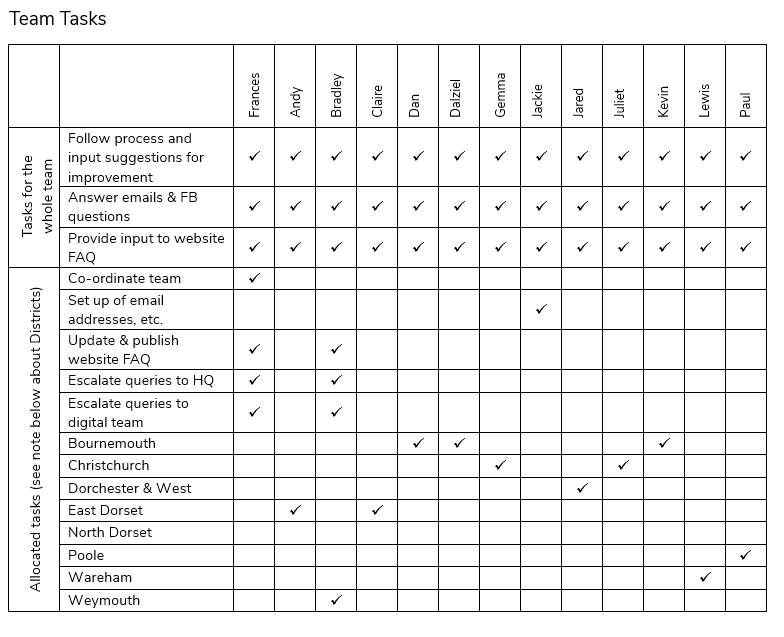 Team Tasks
Frances
Andy
Bradley
Claire
Dan
Dalziel
Gemma
Jackie
Jared
Juliet
Kevin
Lewis
Paul
Tasks for the
whole team
Follow process and
input suggestions for
improvement
✓ ✓ ✓ ✓ ✓ ✓ ✓ ✓ ✓ ✓ ✓ ✓ ✓
Answer emails & FB
questions
✓ ✓ ✓ ✓ ✓ ✓ ✓ ✓ ✓ ✓ ✓ ✓ ✓
Provide input to website
FAQ
✓ ✓ ✓ ✓ ✓ ✓ ✓ ✓ ✓ ✓ ✓ ✓ ✓
Allocated tasks (see note below about Districts)
Co-ordinate team ✓
Set up of email
addresses, etc.
✓
Update & publish
website FAQ
✓ ✓
Escalate queries to HQ ✓ ✓
Escalate queries to
digital team
✓ ✓
Bournemouth ✓ ✓ ✓
Christchurch ✓ ✓
Dorchester & West ✓
East Dorset ✓ ✓
North Dorset
Poole ✓
Wareham ✓
Weymouth ✓